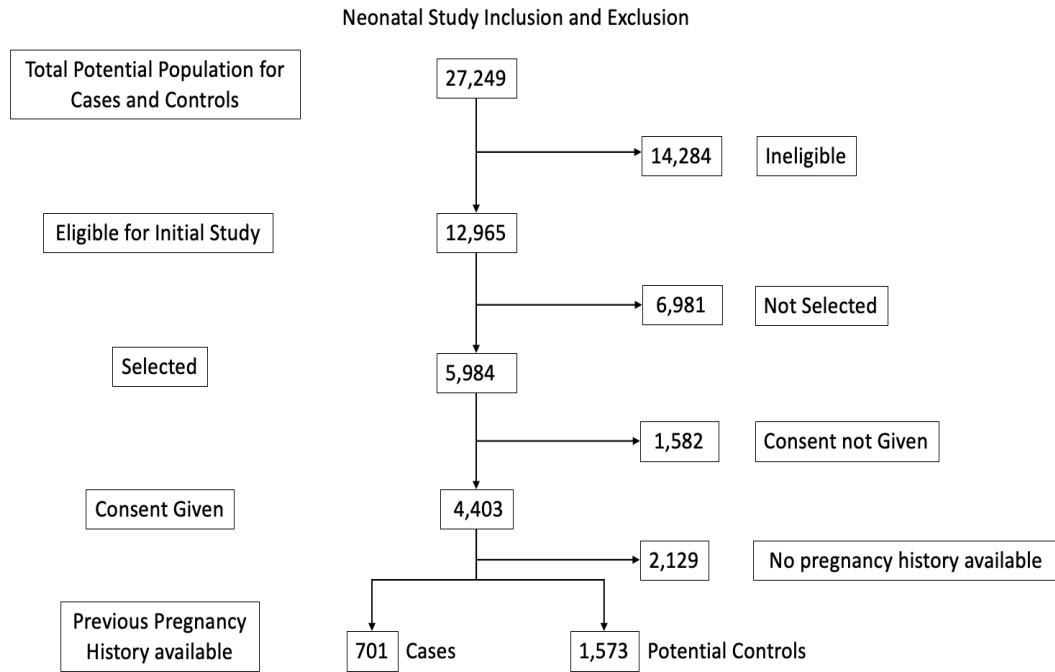 Neonatal Study Inclusion and Exclusion
Total Potential Population for
Cases and Controls
27,249
14,284
Ineligible
Eligible for Initial Study
12,965
6,981
Not Selected
Selected
5,984
1,582
Consent not Given
Consent Given
4,403
2,129
No pregnancy history available
Previous Pregnancy
History available
701
Cases
1,573
Potential Controls